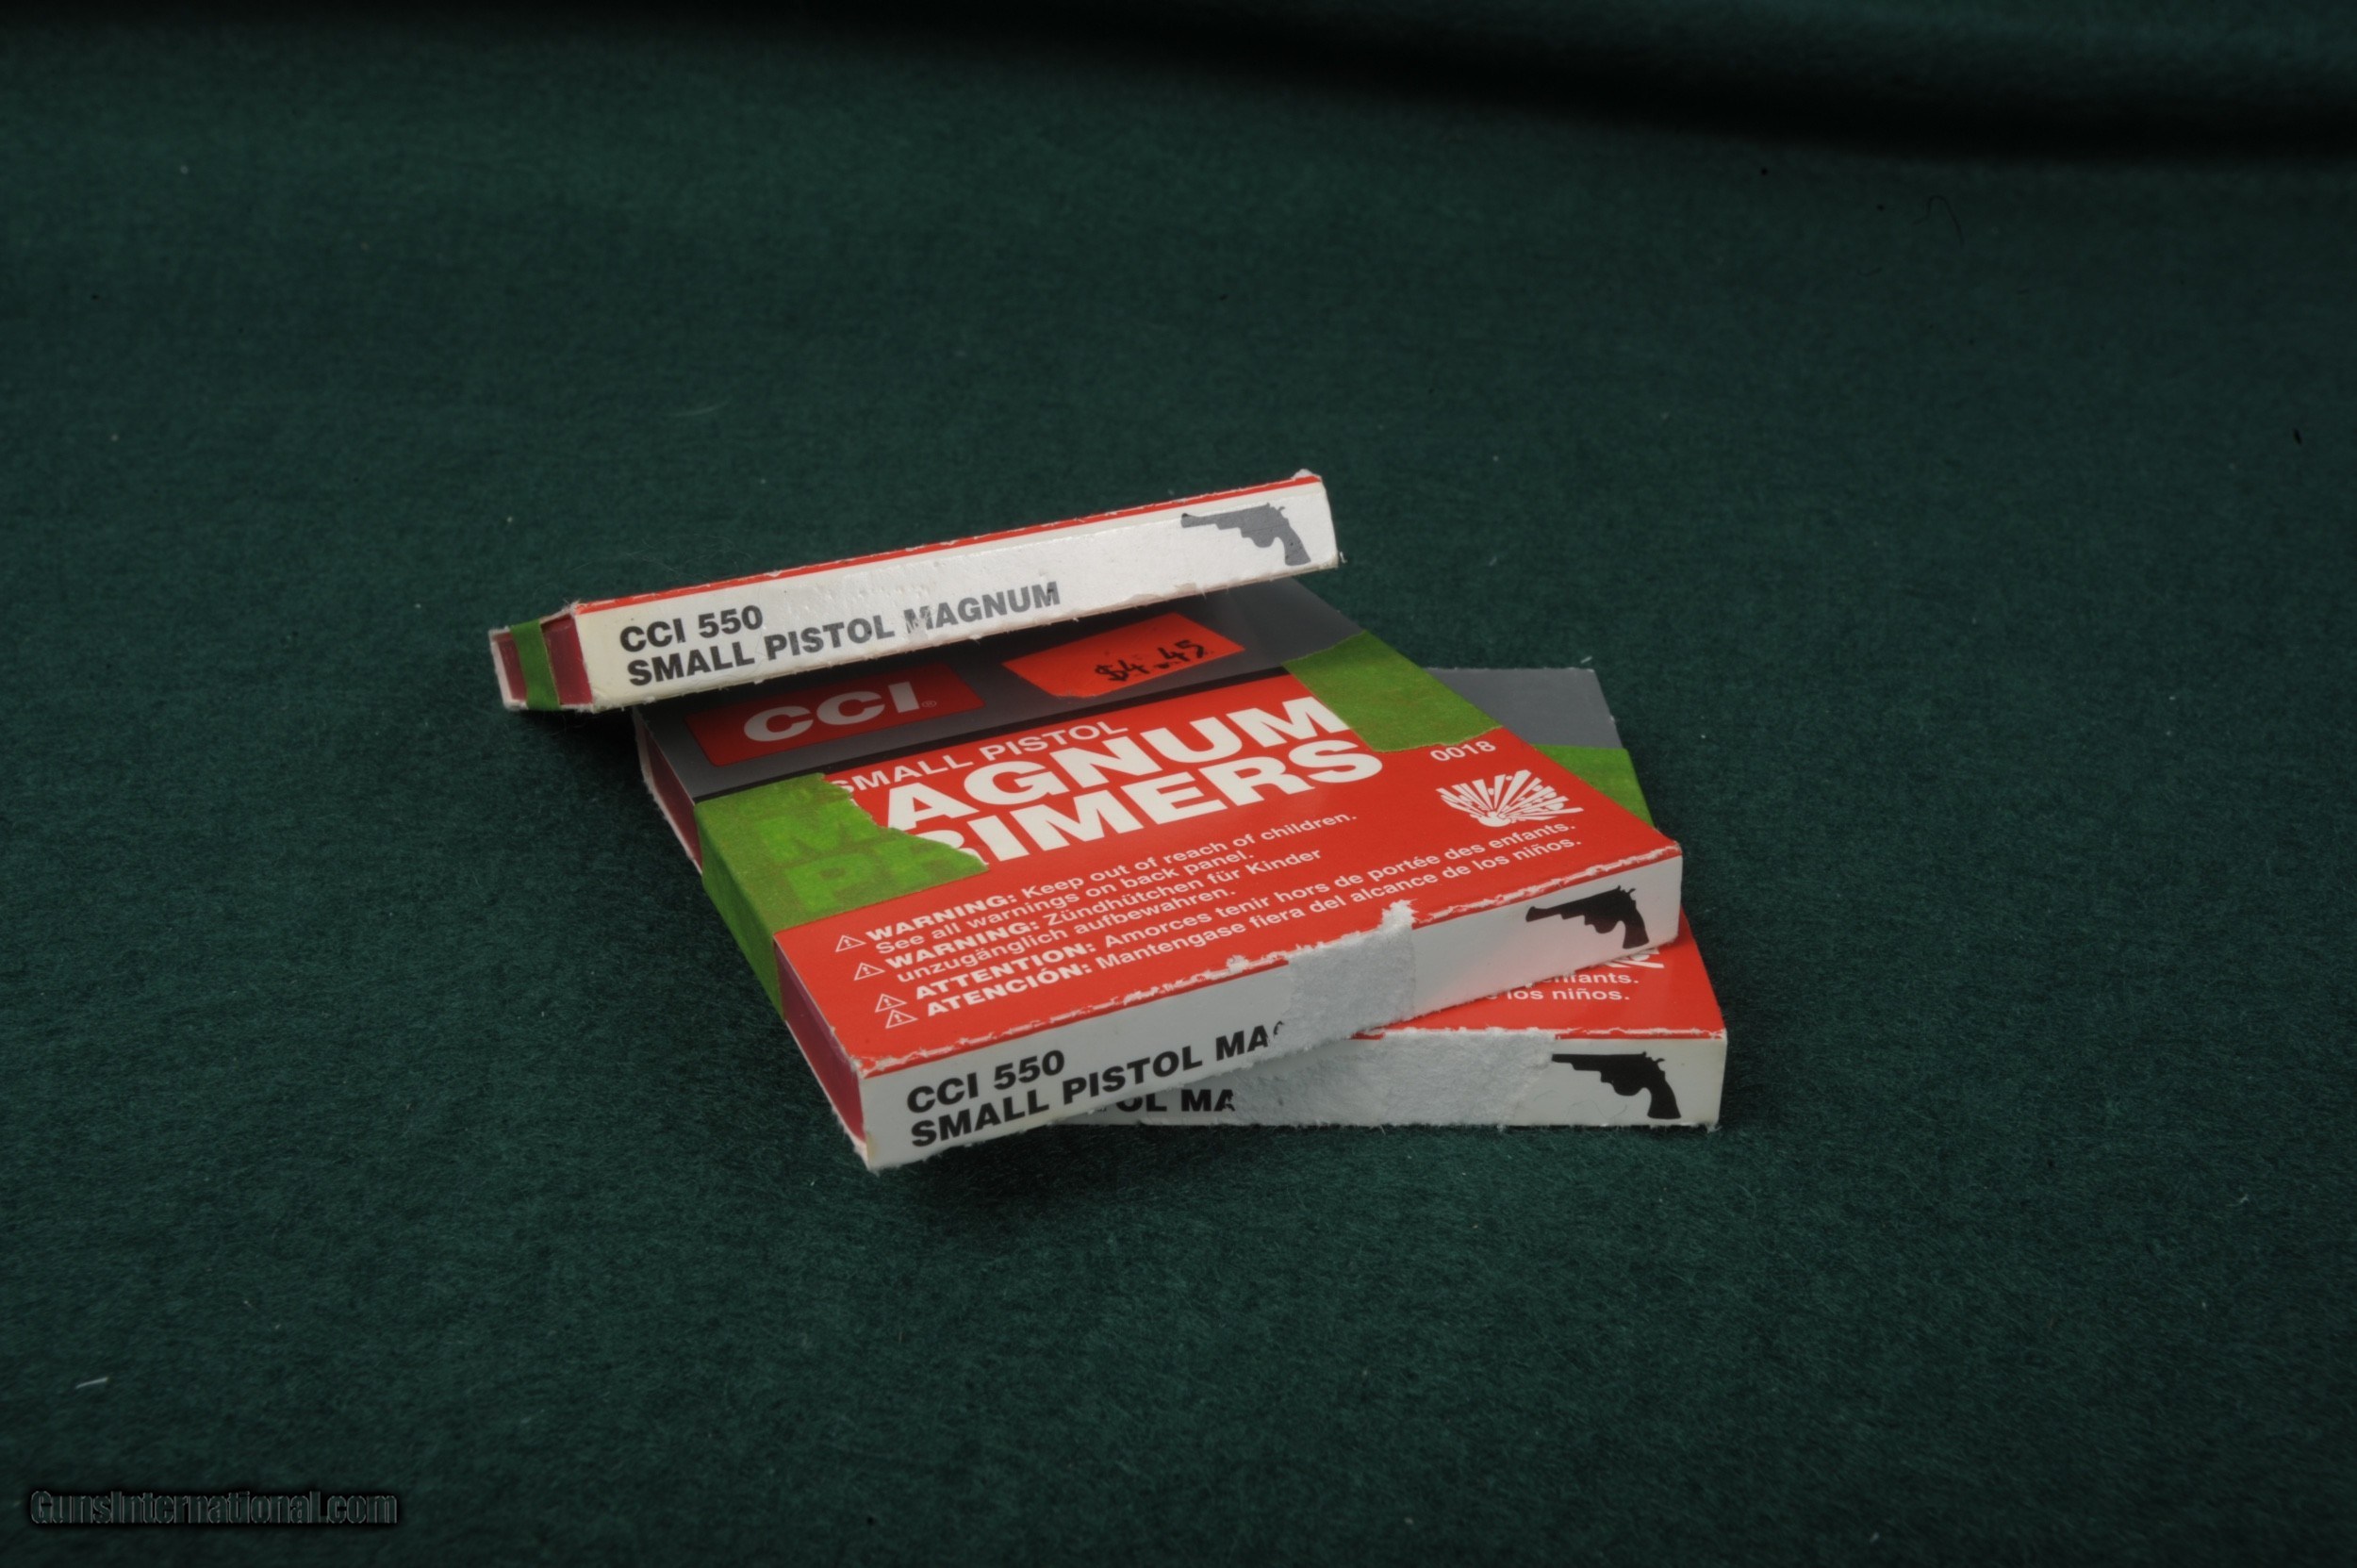 CCI 550
SMALL PISTOL MAGNUM
$4.45
CCI®
SMALL PISTOL
MAGNUM
PRIMERS
0018
WARNING: Keep out of reach of children.
See all warnings on back panel.
WARNING: Zündhütchen für Kinder
unzugänglich aufbewahren.
ATTENTION: Amorces tenir hors de portée des enfants.
ATENCIÓN: Mantengase fiera del alcance de los niños.
CCI 550
SMALL PISTOL MAG
enfants.
los niños.
OL MA
GunsInternational.com